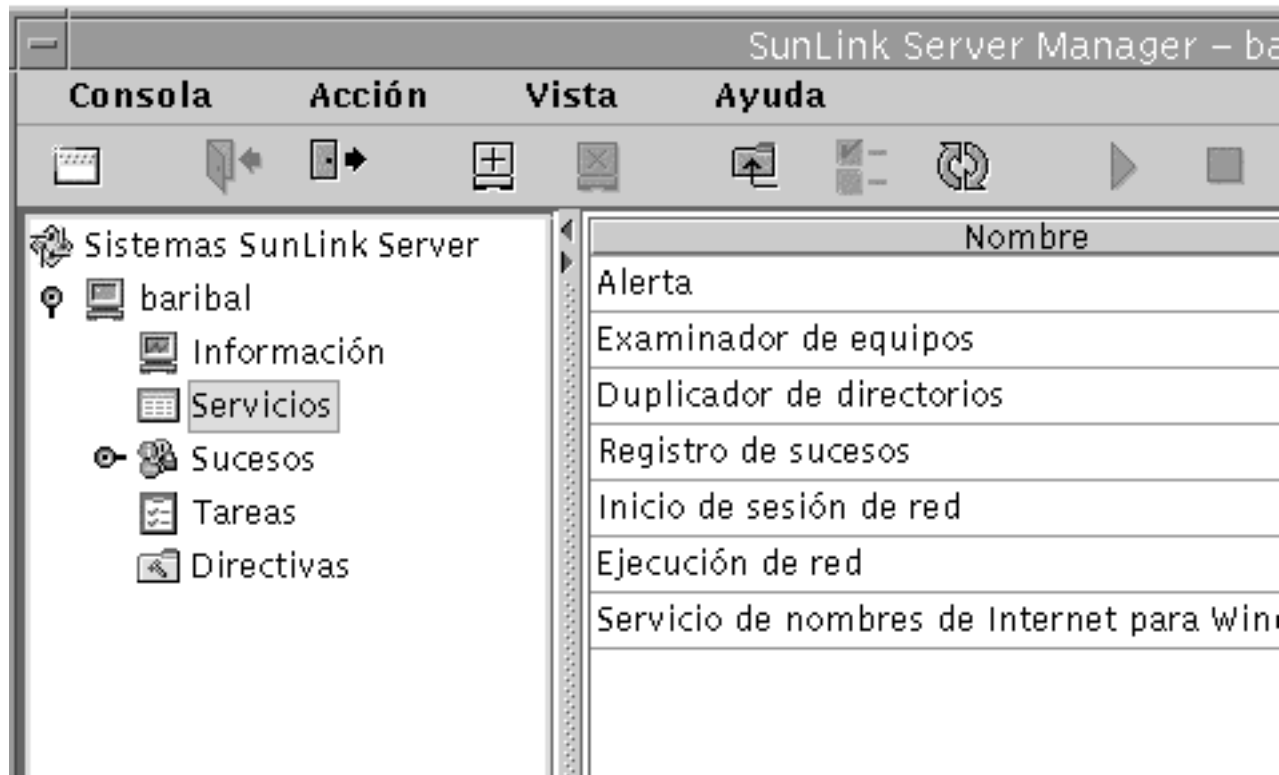 SunLink Server Manager – ba
Consola Acción Vista Ayuda
Sistemas SunLink Server
baribal
Información
Servicios
Sucesos
Tareas
Directivas
Nombre
Alerta
Examinador de equipos
Duplicador de directorios
Registro de sucesos
Inicio de sesión de red
Ejecución de red
Servicio de nombres de Internet para